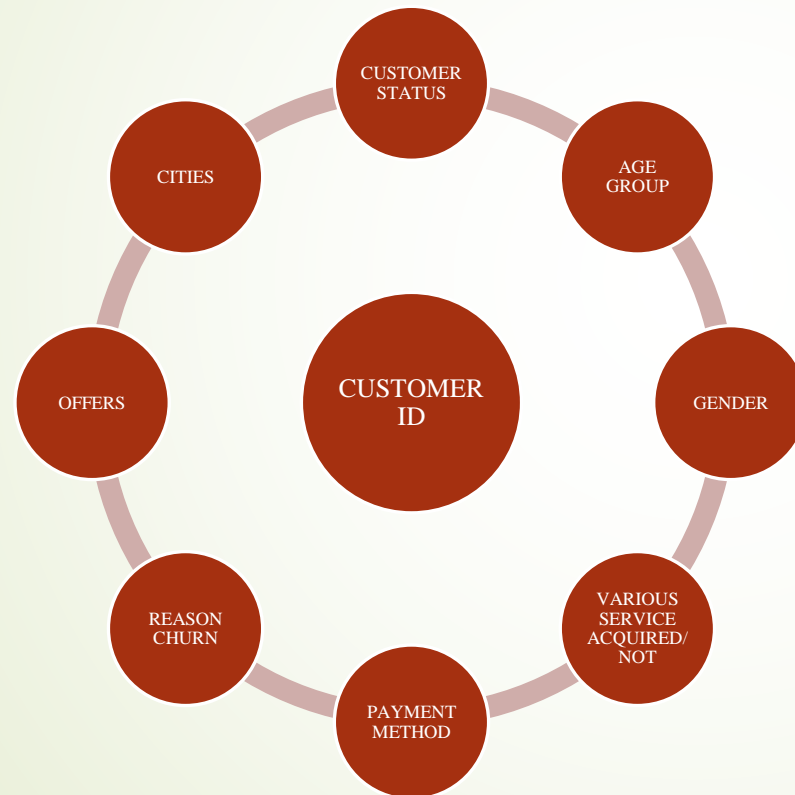 CUSTOMER
STATUS
AGE
GROUP
GENDER
VARIOUS
SERVICE
ACQUIRED/
NOT
PAYMENT
METHOD
REASON
CHURN
OFFERS
CITIES
CUSTOMER
ID